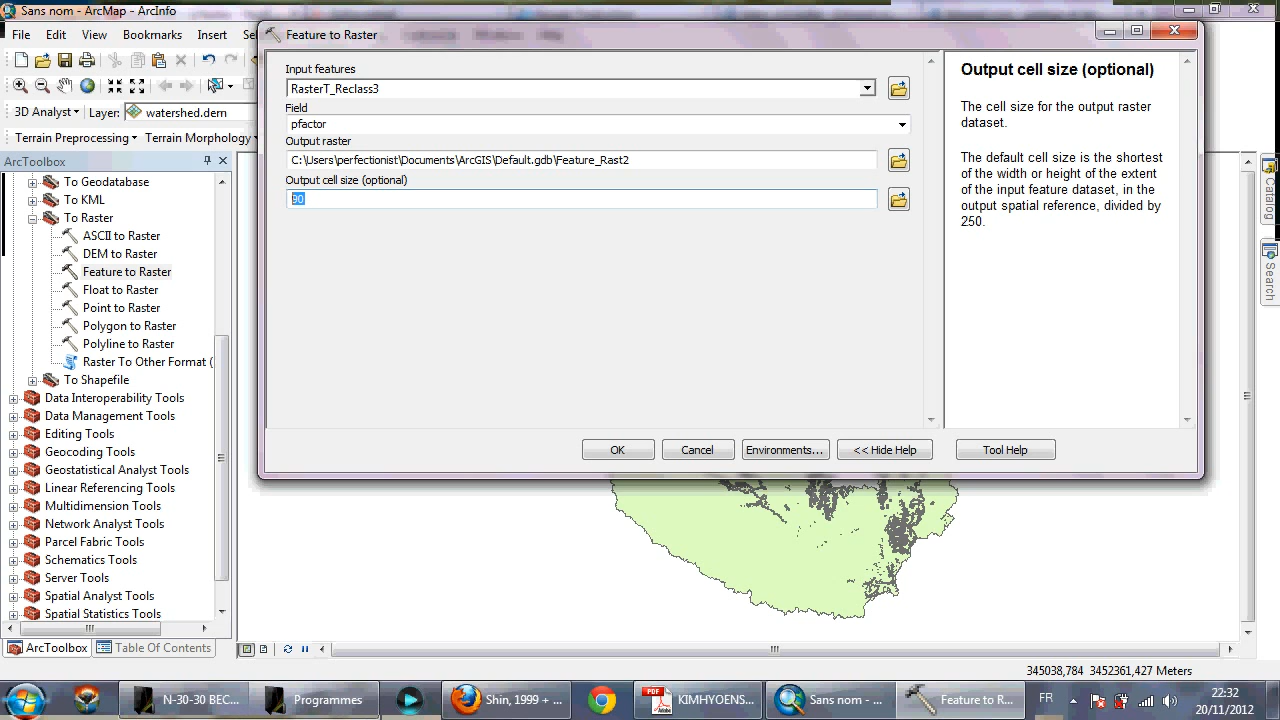 Sans nom - ArcMap - ArcInfo
File Edit View Bookmarks Insert
3D Analyst Layer: watershed.dem
Terrain Preprocessing Terrain Morphology
ArcToolbox
To Geodatabase
To KML
To Raster
ASCII to Raster
DEM to Raster
Feature to Raster
Float to Raster
Point to Raster
Polygon to Raster
Polyline to Raster
Raster To Other Format (
To Shapefile
Data Interoperability Tools
Data Management Tools
Editing Tools
Geocoding Tools
Geostatistical Analyst Tools
Linear Referencing Tools
Multidimension Tools
Network Analyst Tools
Parcel Fabric Tools
Schematics Tools
Server Tools
Spatial Analyst Tools
Spatial Statistics Tools
ArcToolbox Table Of Contents
Feature to Raster
Input features
RasterT_Reclass3
Field
pfactor
Output raster
C:\Users\perfectionist\Documents\ArcGIS\Default.gdb\Feature_Rast2
Output cell size (optional)
90
OK Cancel Environments... << Hide Help Tool Help
Output cell size (optional)
The cell size for the output raster
dataset.
The default cell size is the shortest
of the width or height of the extent
of the input feature dataset, in the
output spatial reference, divided by
250.
Catalog
Search
345038,784 3452361,427 Meters
N-30-30 BEC... Programmes Shin, 1999 + ... KIMHYOENS... Sans nom - ... Feature to R... FR
22:32
20/11/2012